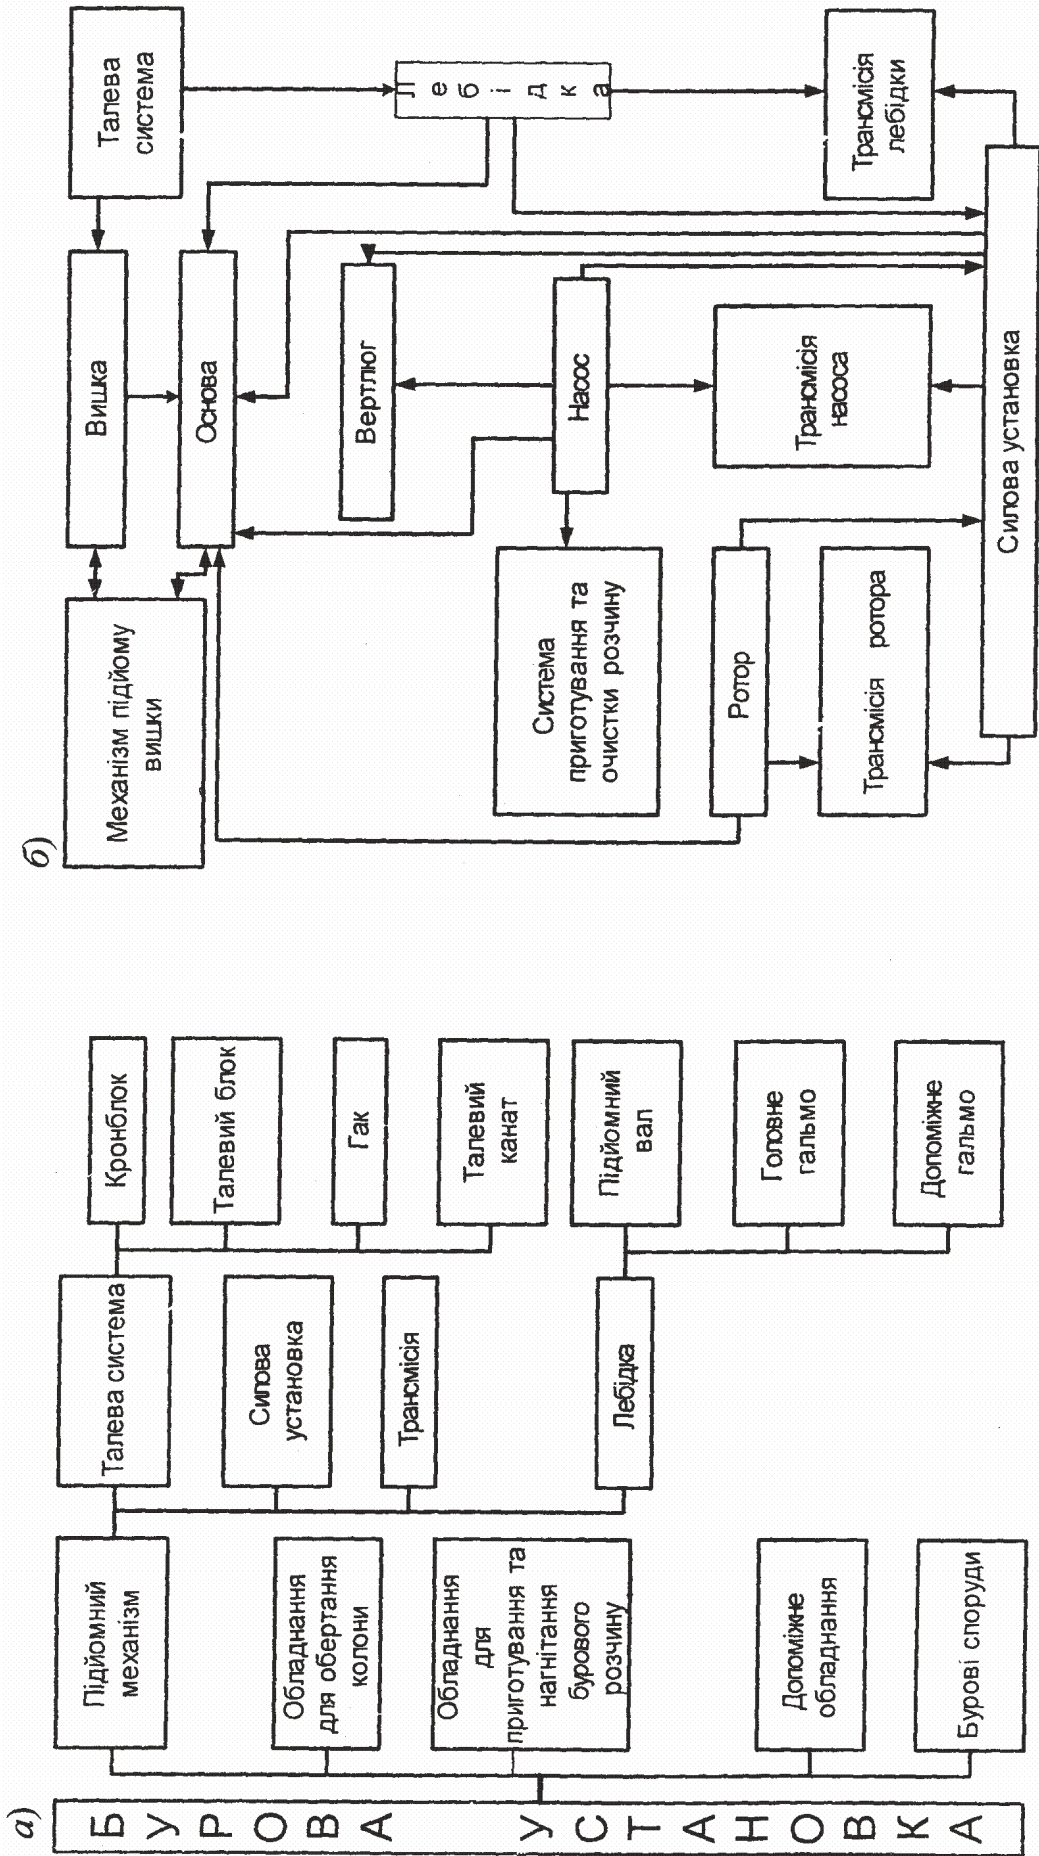 а)
БУРОВА УСТАНОВКА
Підйомний
механізм
Обладнання
для обертання
колони
Обладнання
для
приготування та
нагнітання
бурового
розчину
Допоміжне
обладнання
Бурові споруди
Талева система
Силова
установка
Трансмісія
Лебідка
Кронблок
Талевий блок
Гак
Талевий
канат
Підйомний
вал
Головне
гальмо
Допоміжне
гальмо
б)
Механізм підйому
вишки
Вишка
Талева
система
Основа
Вертлюг
Лебідка
Система
приготування та
очистки розчину
Насос
Ротор
Трансмісія
насоса
Трансмісія
лебідки
Трансмісія ротора
Силова установка